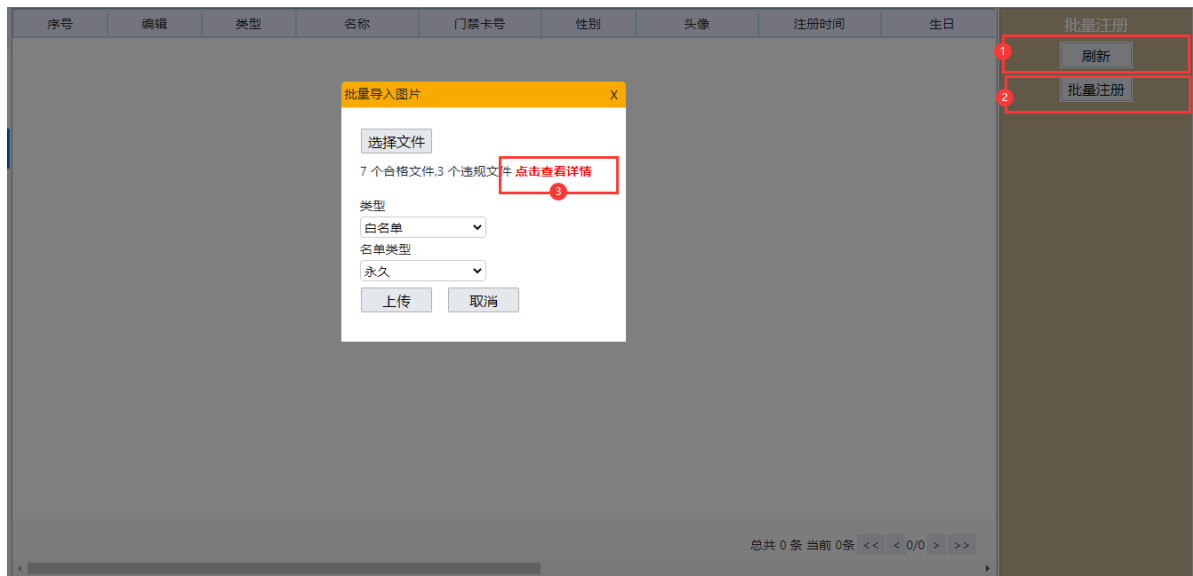 序号 编辑 类型 名称 门禁卡号 性别 头像 注册时间 生日
批量注册
1 刷新
2 批量注册
批量导入图片 X
选择文件
7 个合格文件,3 个违规文件 点击查看详情
3
类型
白名单
名单类型
永久
上传 取消
总共 0 条 当前 0条 << < 0/0 > >>